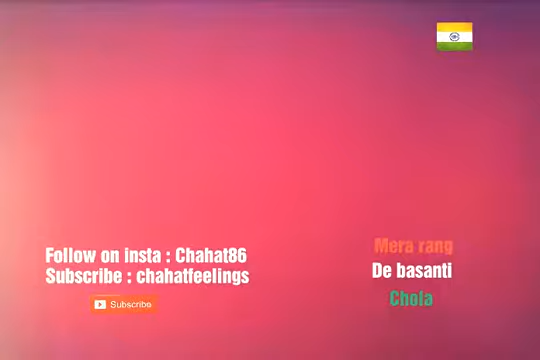 Follow on insta : Chahat86
Subscribe : chahatfeelings
Subscribe
Mera rang
De basanti
Chola